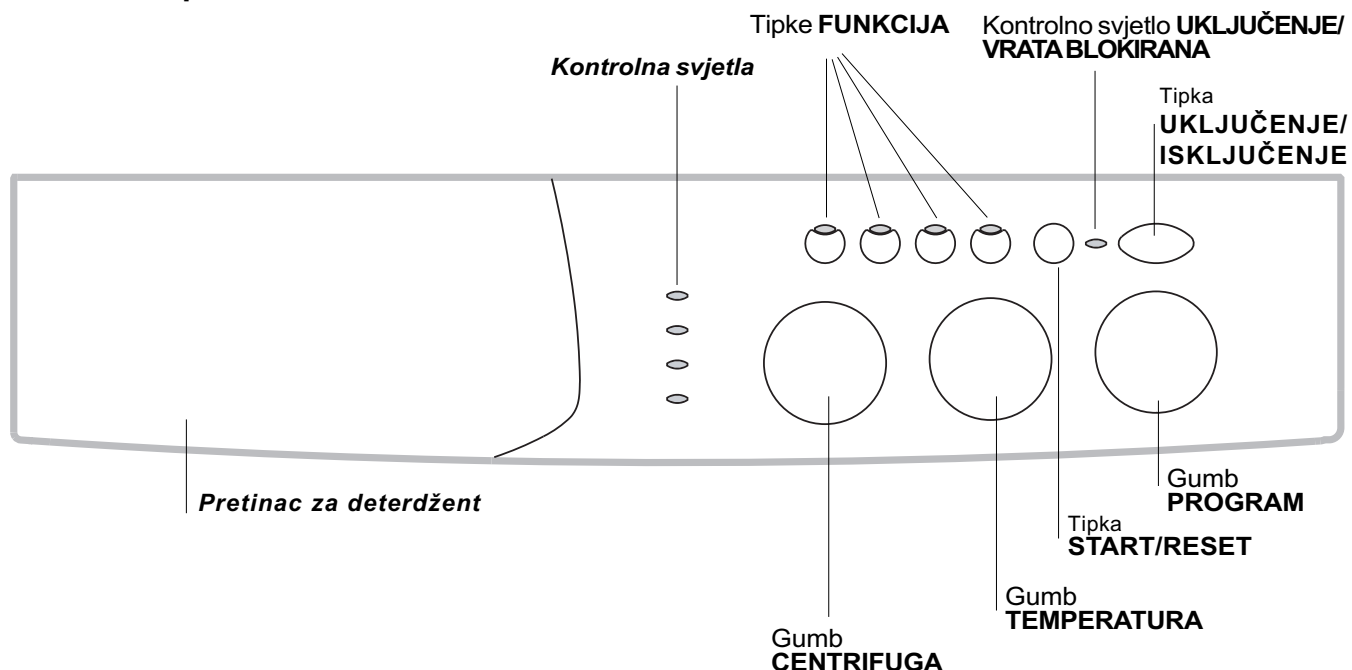 Tipke FUNKCIJA
Kontrolno svjetlo UKLJUČENJE/
VRATA BLOKIRANA
Kontrolna svjetla
Tipka
UKLJUČENJE/
ISKLJUČENJE
Pretinac za deterdžent
Gumb
PROGRAM
Tipka
START/RESET
Gumb
TEMPERATURA
Gumb
CENTRIFUGA